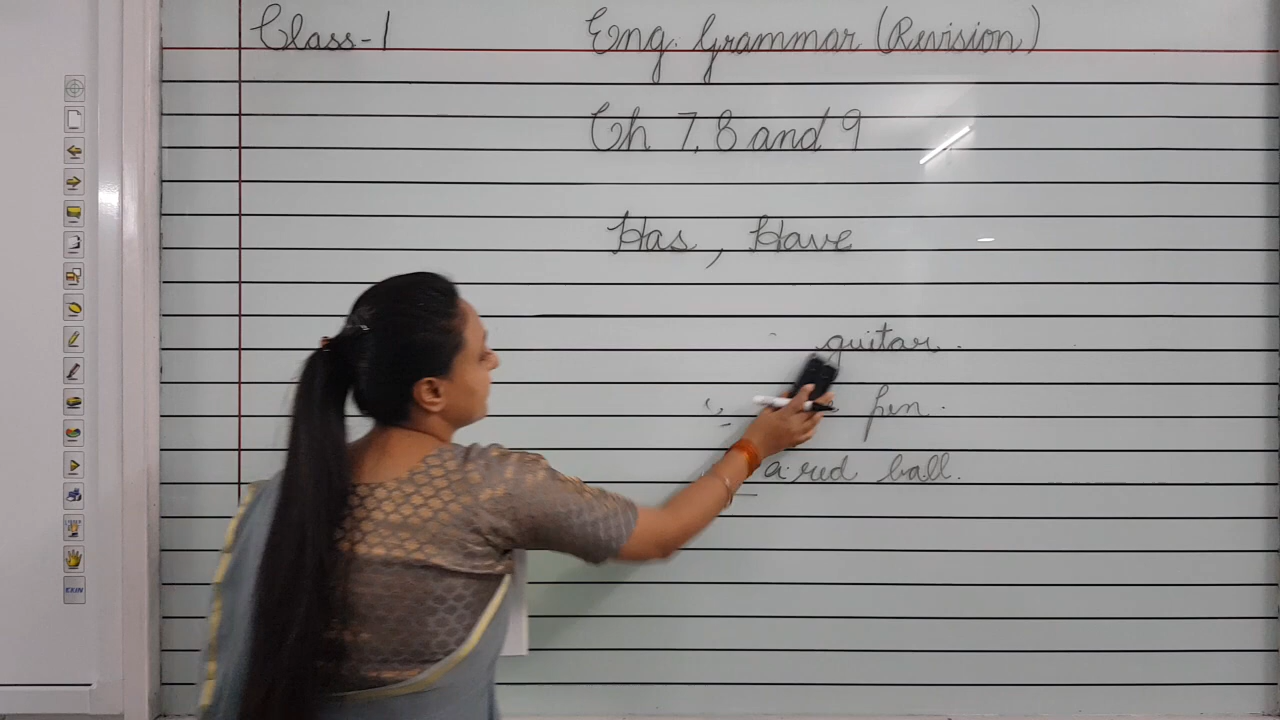 Class-1 Eng. Grammar (Revision)
Ch 7, 8 and 9
Has, Have
guitar.
pen.
a red ball.